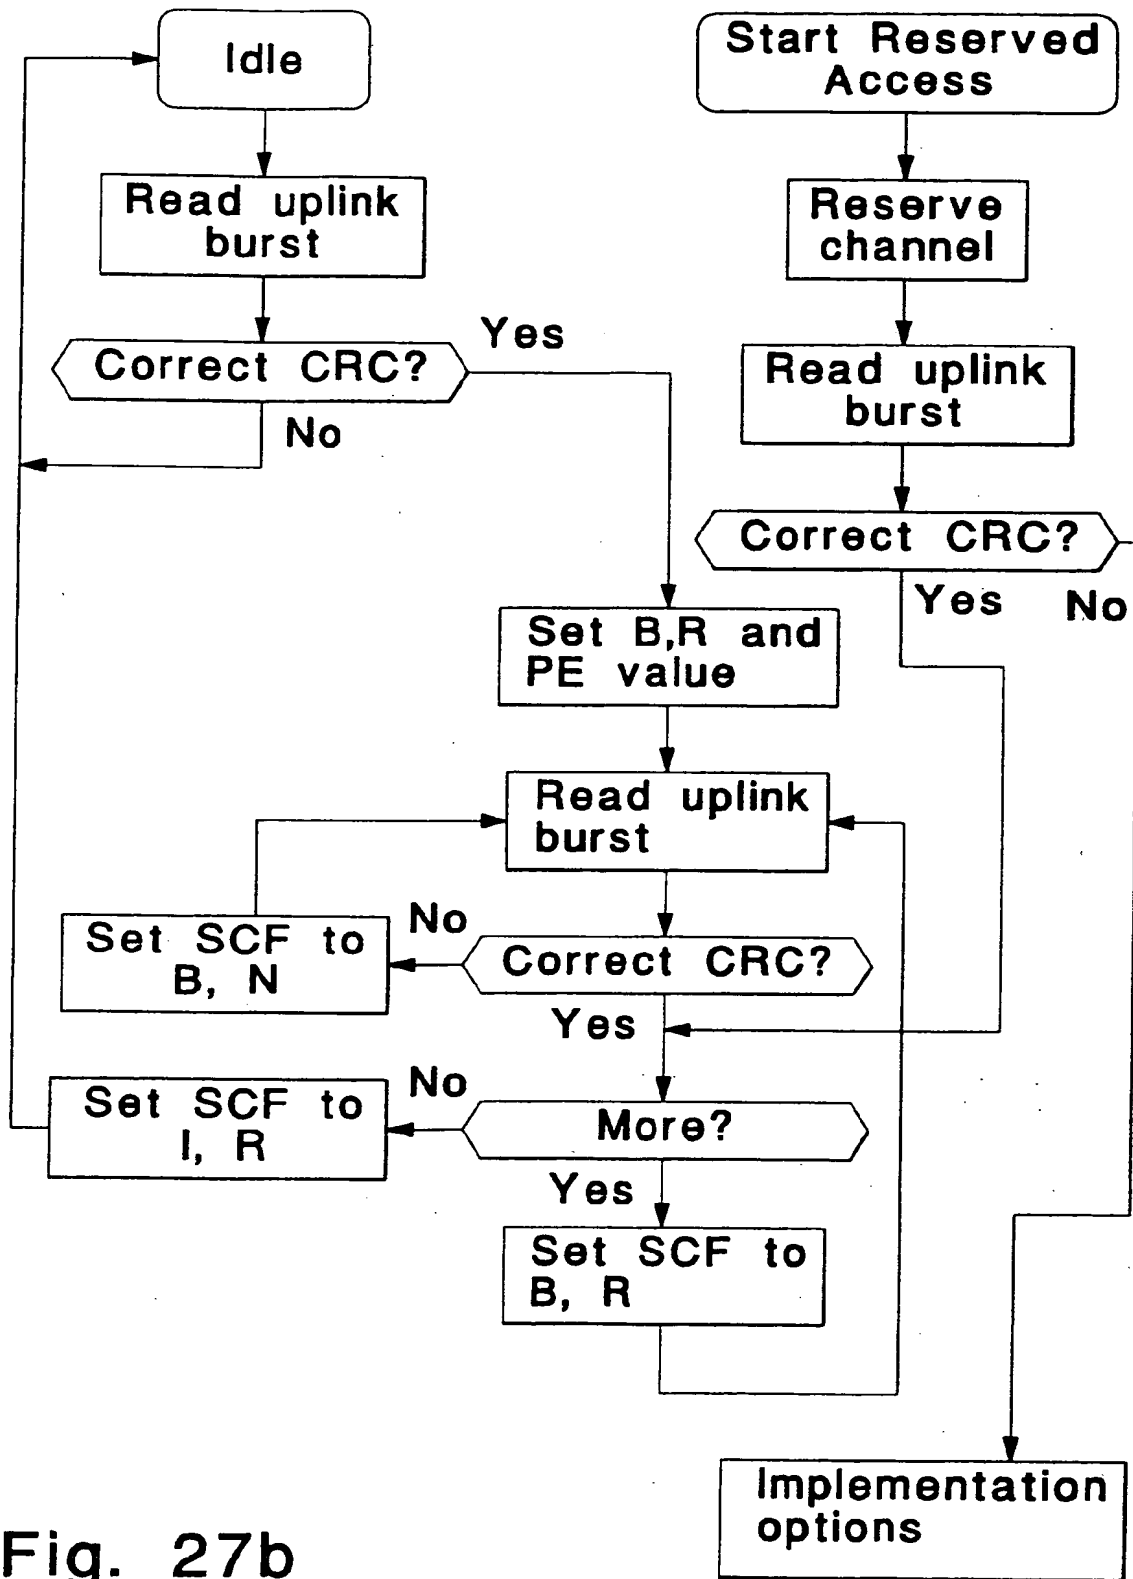 Idle
Start Reserved
Access
Read uplink
burst
Reserve
channel
Correct CRC?
Yes
No
Read uplink
burst
Correct CRC?
Yes
No
Set B,R and
PE value
Read uplink
burst
No
Set SCF to
B, N
Correct CRC?
Yes
No
Set SCF to
I, R
More?
Yes
Set SCF to
B, R
Implementation
options
Fig. 27b